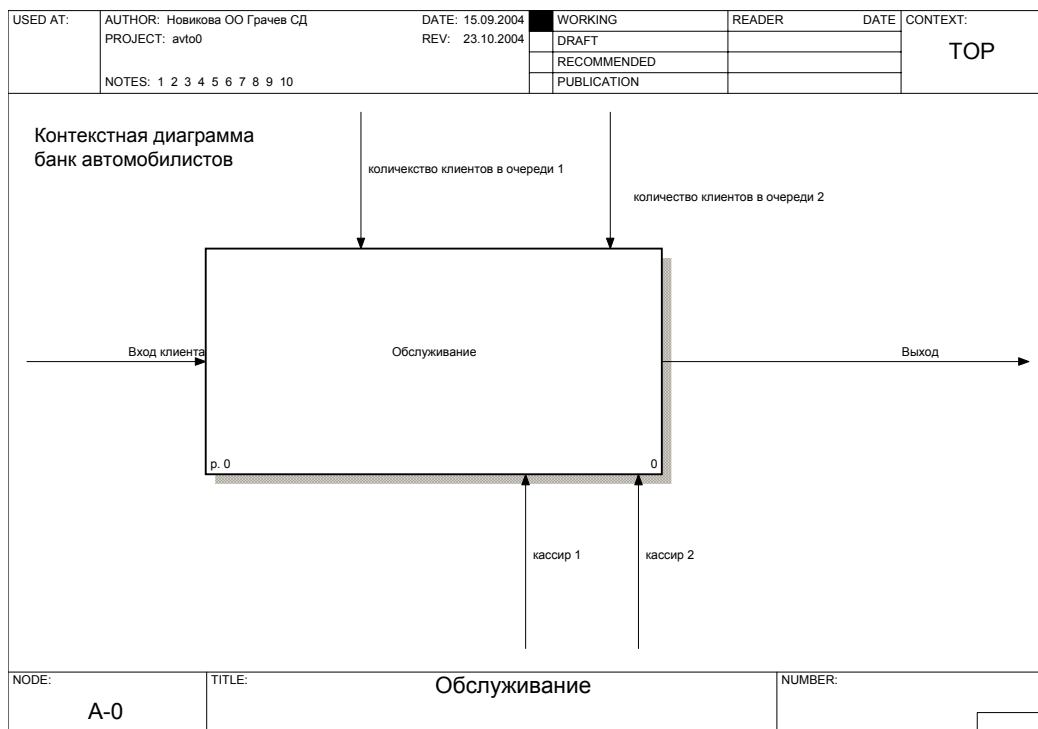 USED AT:
AUTHOR: Новикова ОО Грачев СД
DATE: 15.09.2004
PROJECT: avto0
REV: 23.10.2004
NOTES: 1 2 3 4 5 6 7 8 9 10
WORKING
DRAFT
RECOMMENDED
PUBLICATION
READER
DATE
CONTEXT:
TOP
Контекстная диаграмма
банк автомобилистов
количекство клиентов в очереди 1
количество клиентов в очереди 2
Вход клиента
Обслуживание
Выход
р. 0
0
кассир 1
кассир 2
NODE:
A-0
TITLE:
Обслуживание
NUMBER: